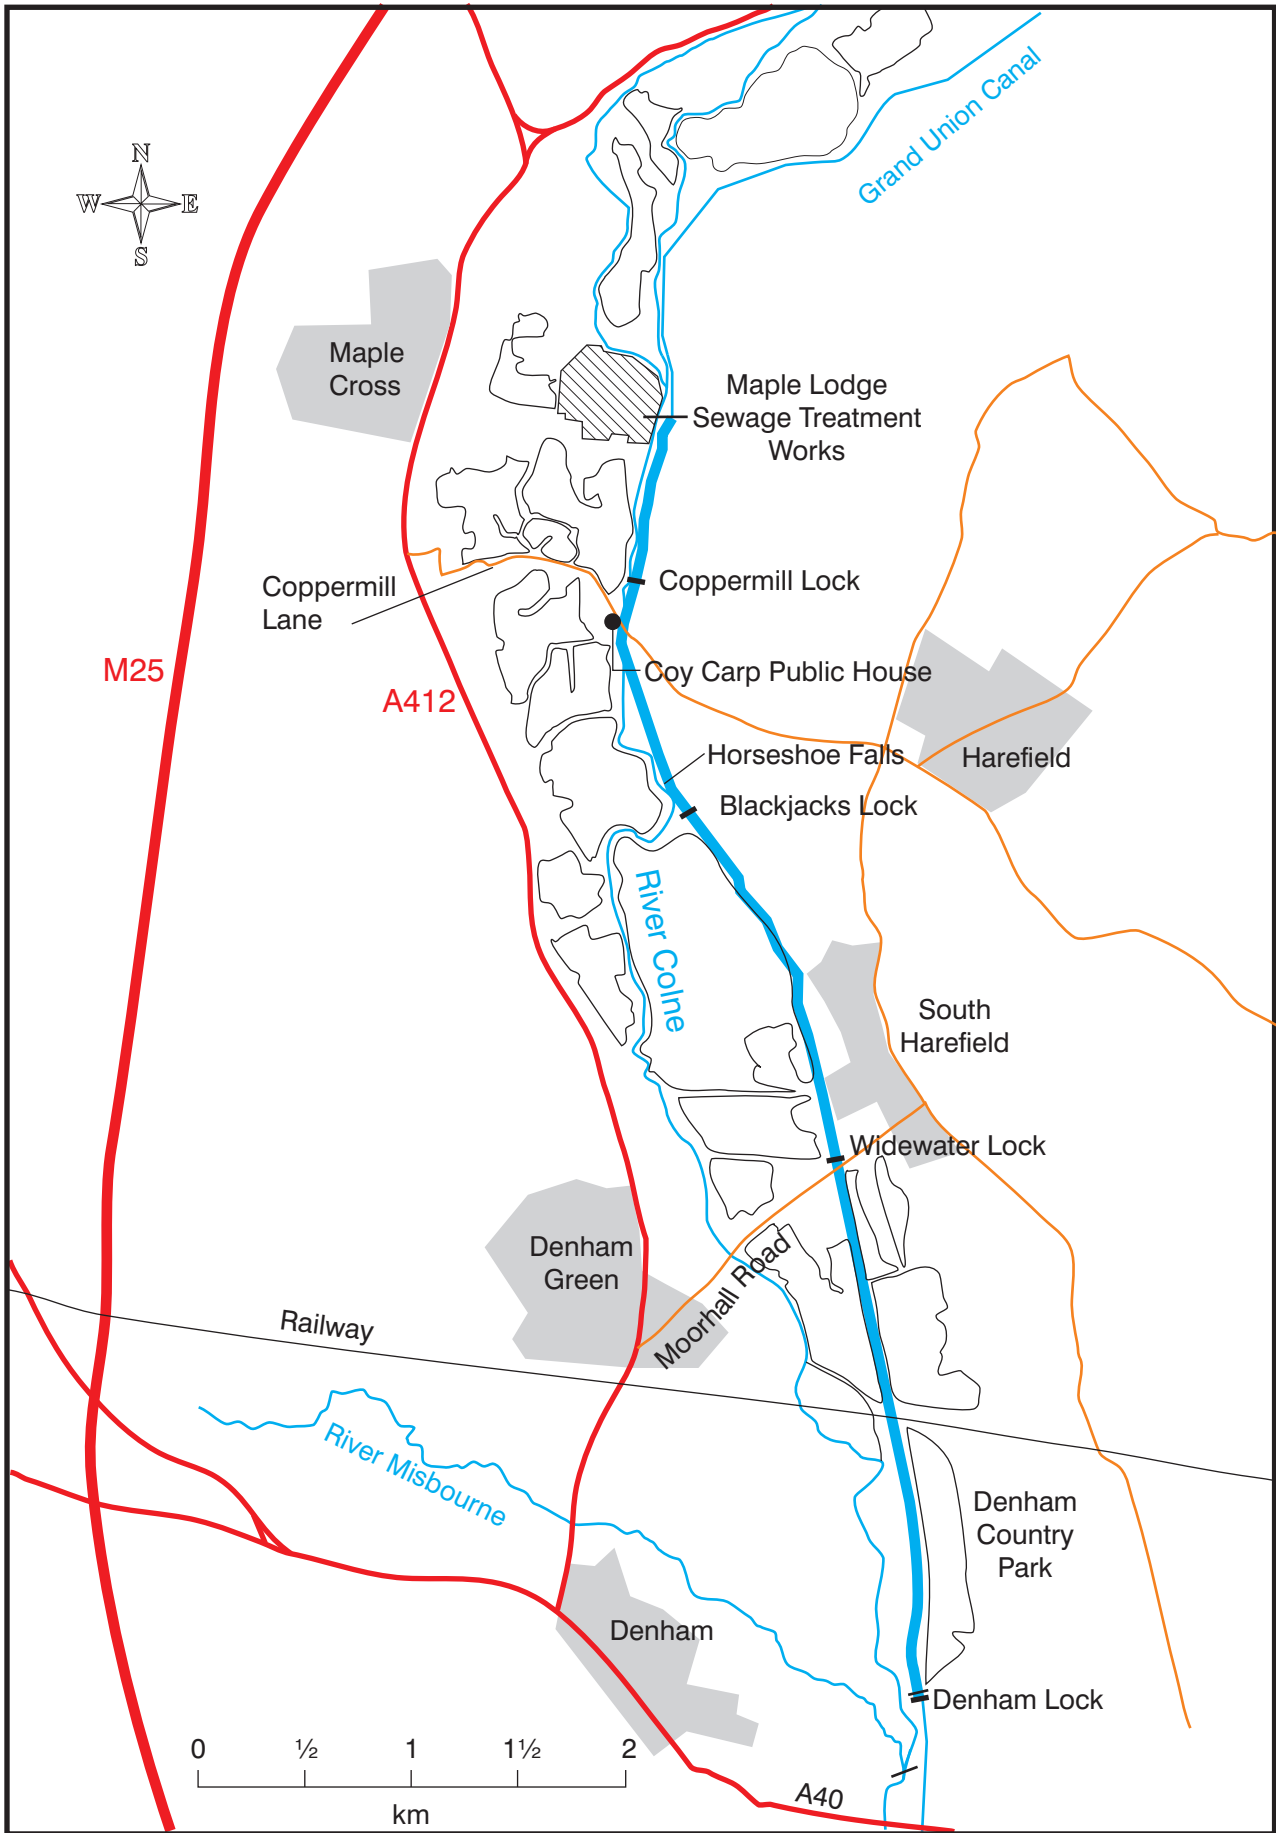 Grand Union Canal
N
W E
S
Maple
Cross
Maple Lodge
Sewage Treatment
Works
Coppermill
Lane
Coppermill Lock
M25
A412
Coy Carp Public House
Horseshoe Falls
Harefield
Blackjacks Lock
River Colne
South
Harefield
Widewater Lock
Denham
Green
Moorhall Road
Railway
River Misbourne
Denham
Country
Park
Denham
Denham Lock
0 ½ 1 1½ 2
km
A40